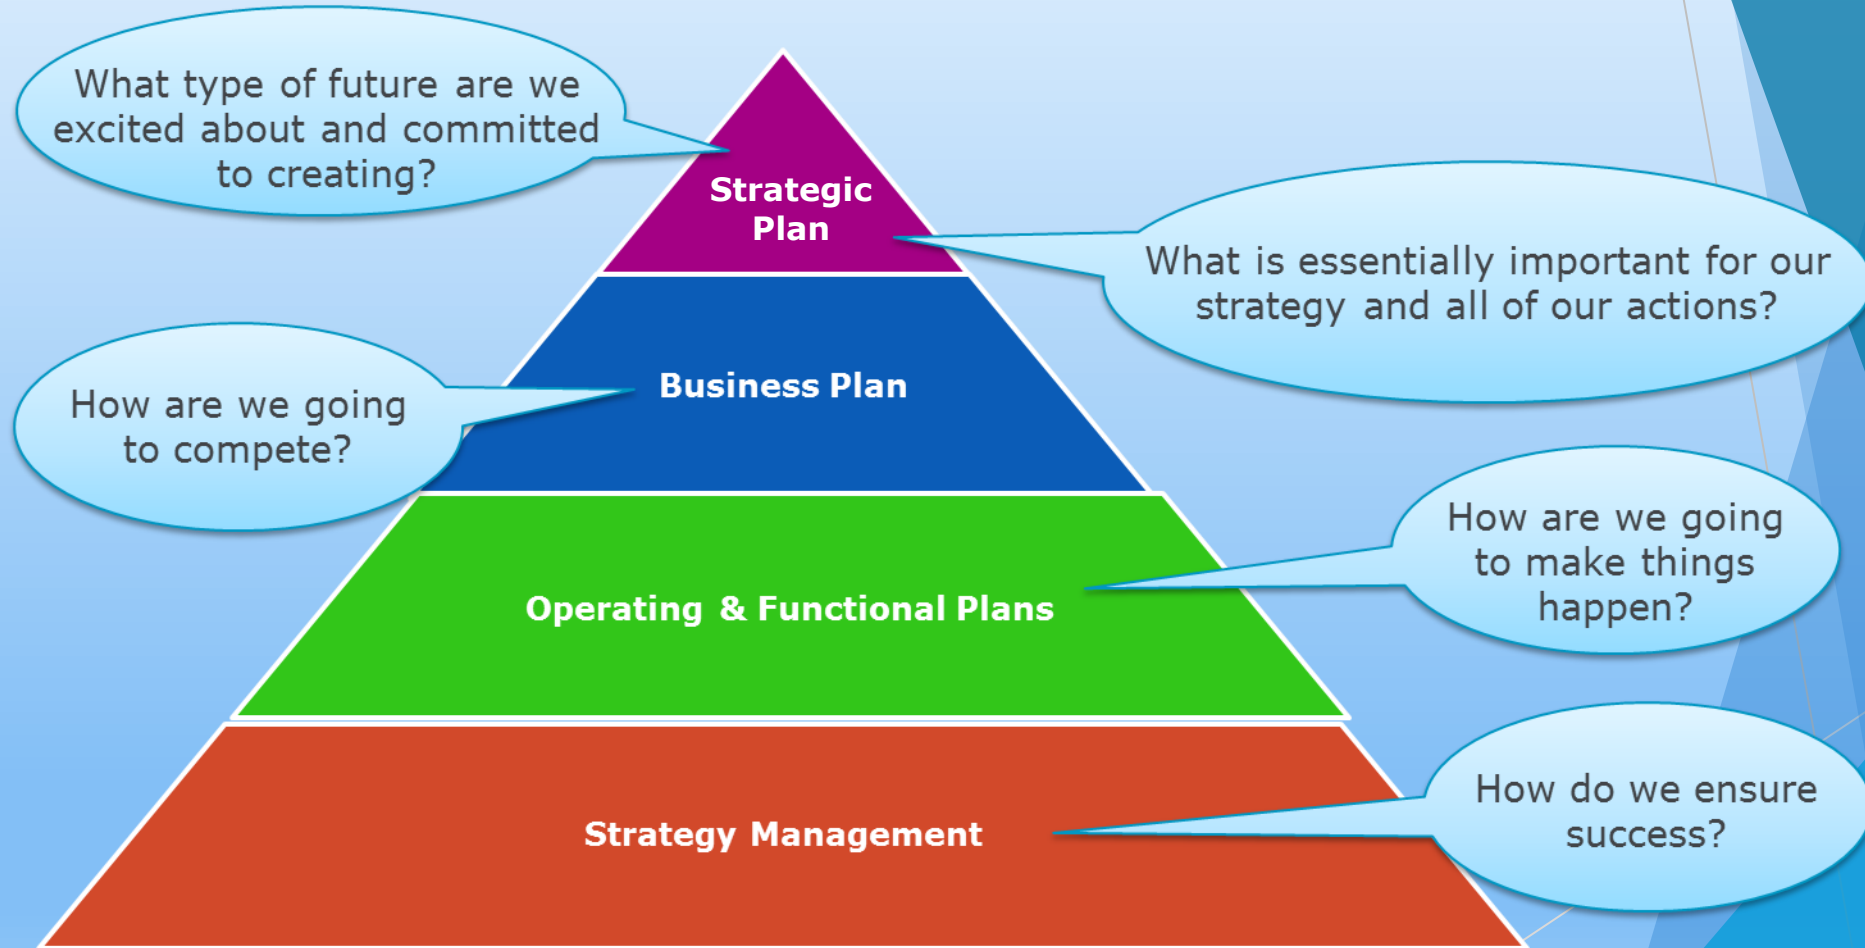 What type of future are we
excited about and committed
to creating?
Strategic
Plan
What is essentially important for our
strategy and all of our actions?
How are we going
to compete?
Business Plan
How are we going
to make things
happen?
Operating & Functional Plans
How do we ensure
success?
Strategy Management